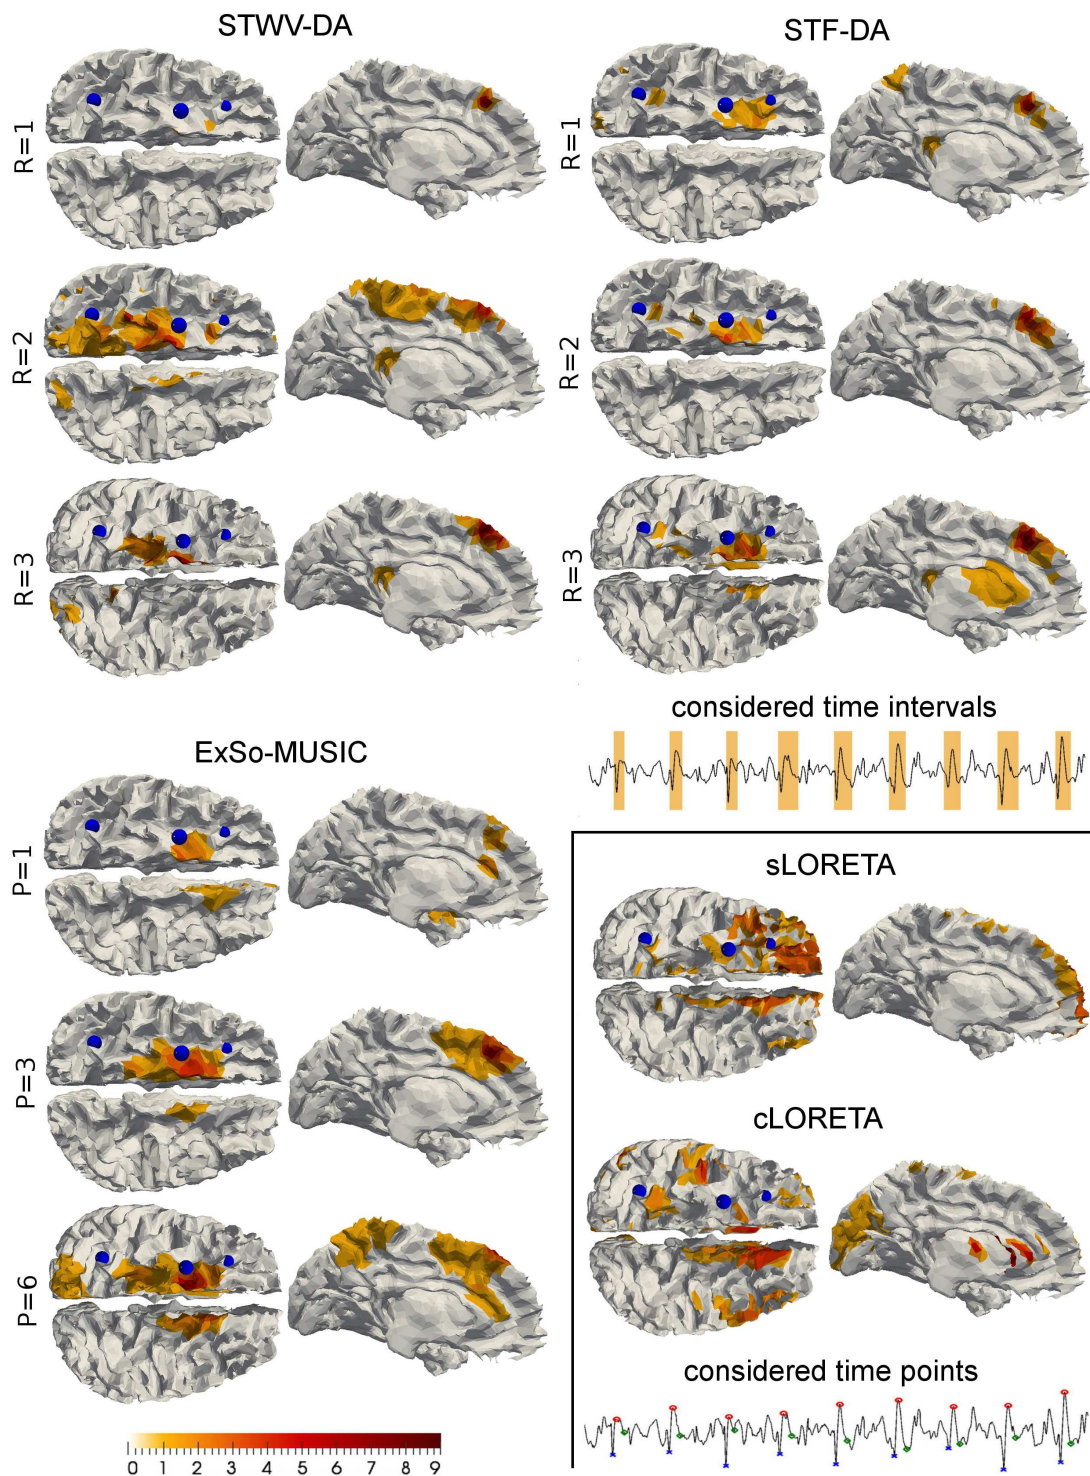 STWV-DA
STF-DA
R=1
R=1
R=2
R=2
R=3
R=3
considered time intervals
ExSo-MUSIC
P=1
sLORETA
P=3
cLORETA
P=6
considered time points
0 1 2 3 4 5 6 7 8 9